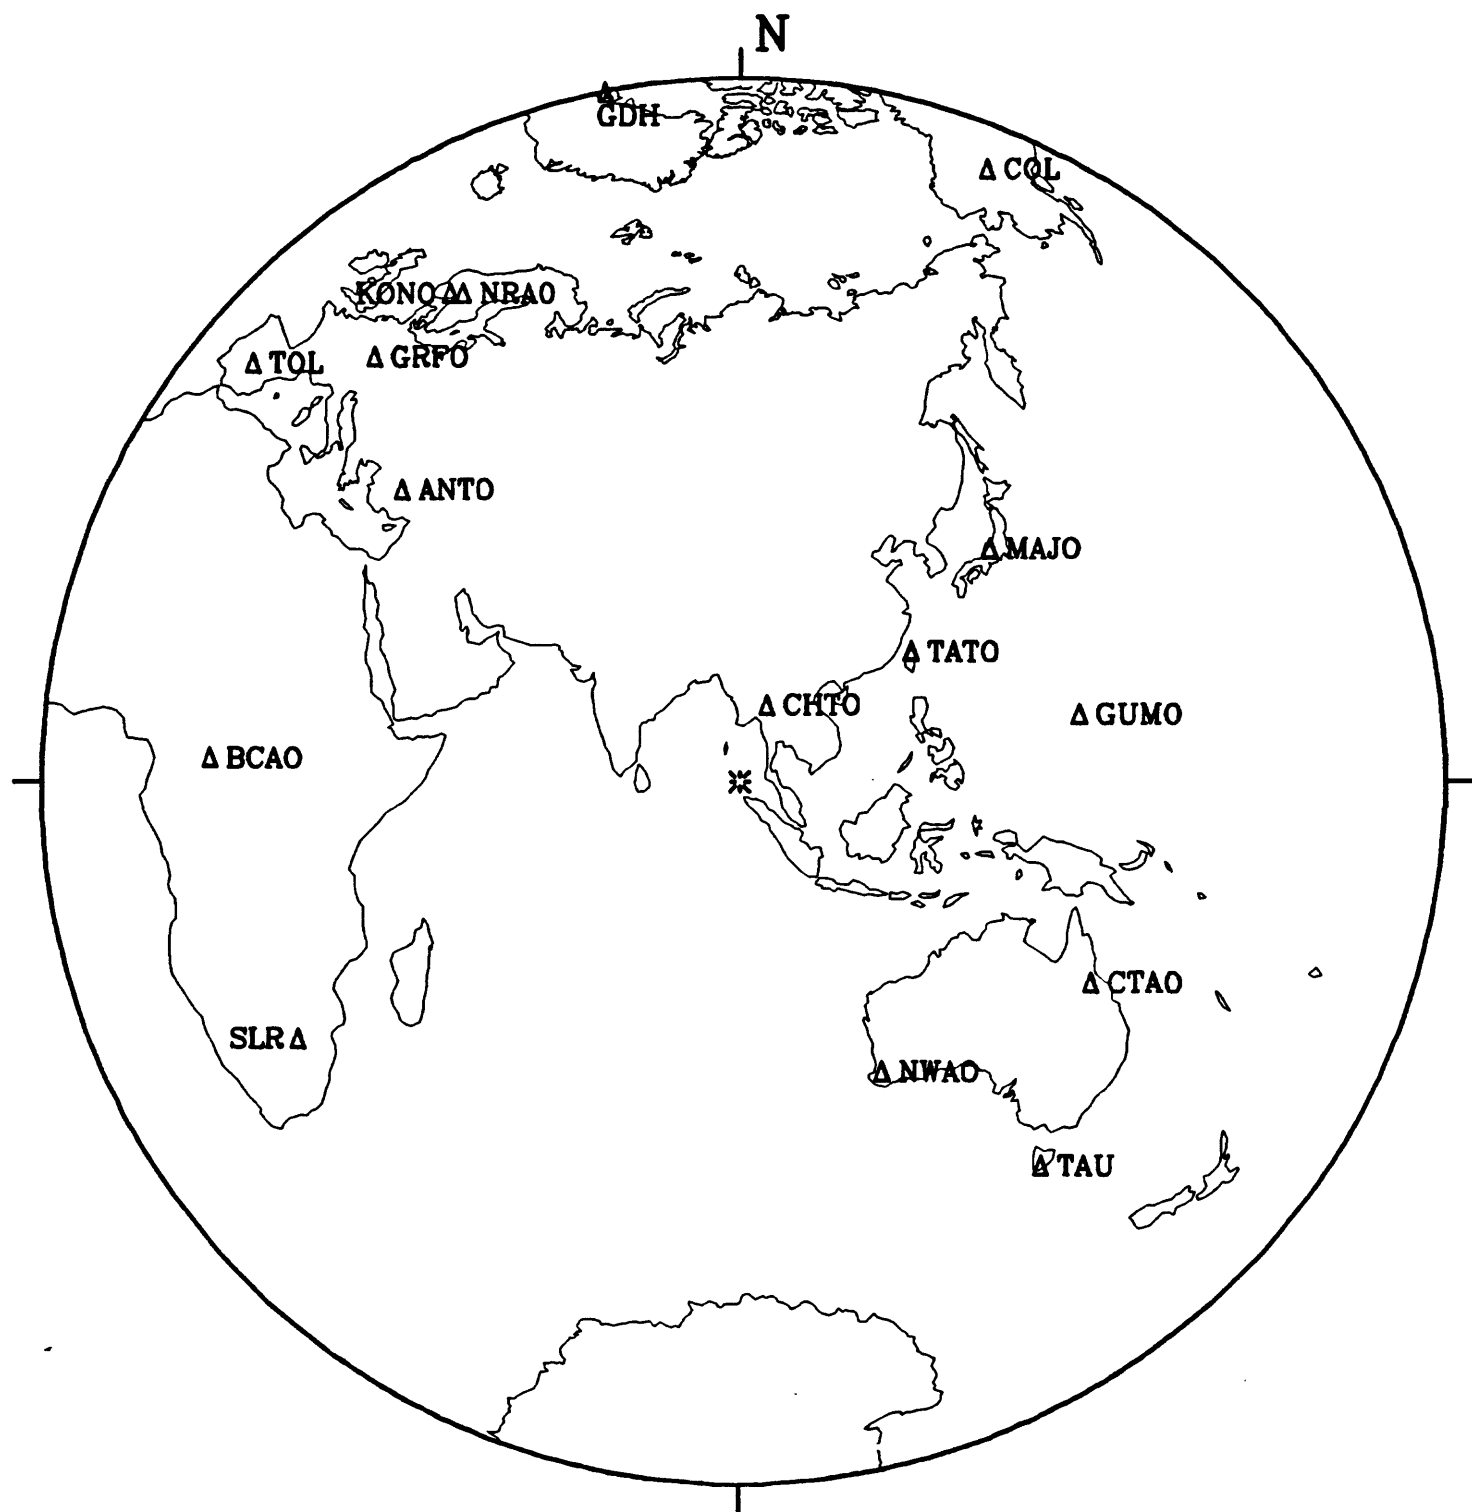 N
GDH
COL
KONO NRAO
TOL
GRFO
ANTO
MAJO
TATO
CHTO
GUMO
BCAO
CTAO
SLR
NWAO
TAU